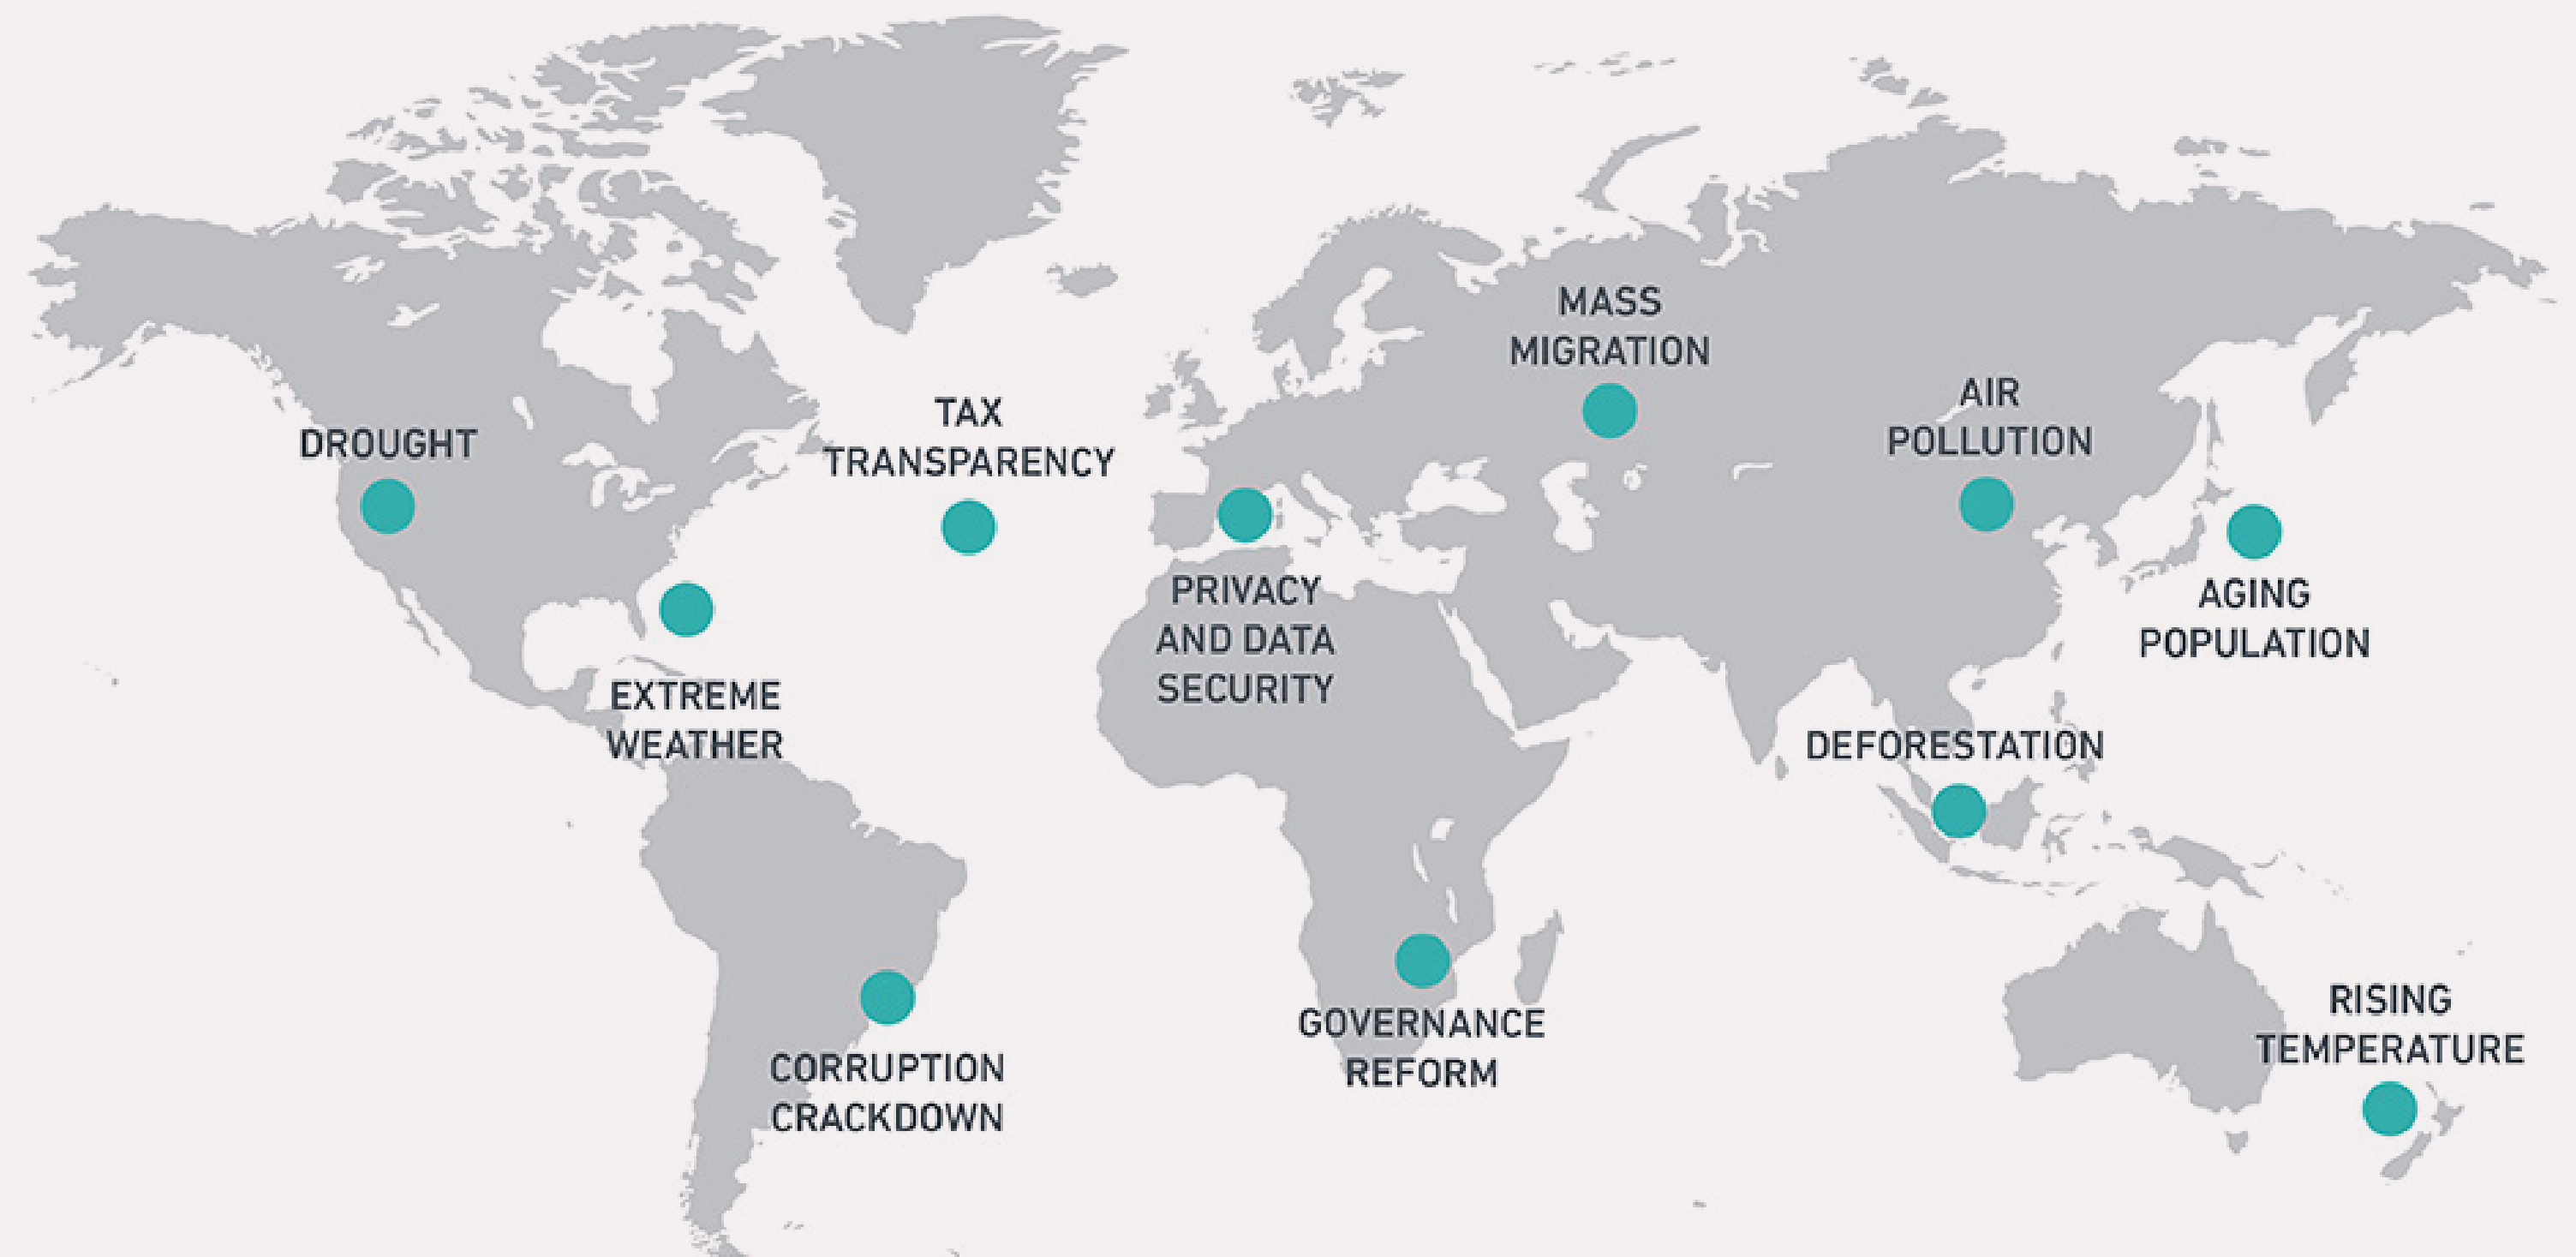 MASS
MIGRATION
AIR
POLLUTION
TAX
TRANSPARENCY
DROUGHT
PRIVACY
AND DATA
SECURITY
AGING
POPULATION
EXTREME
WEATHER
DEFORESTATION
RISING
TEMPERATURE
GOVERNANCE
REFORM
CORRUPTION
CRACKDOWN